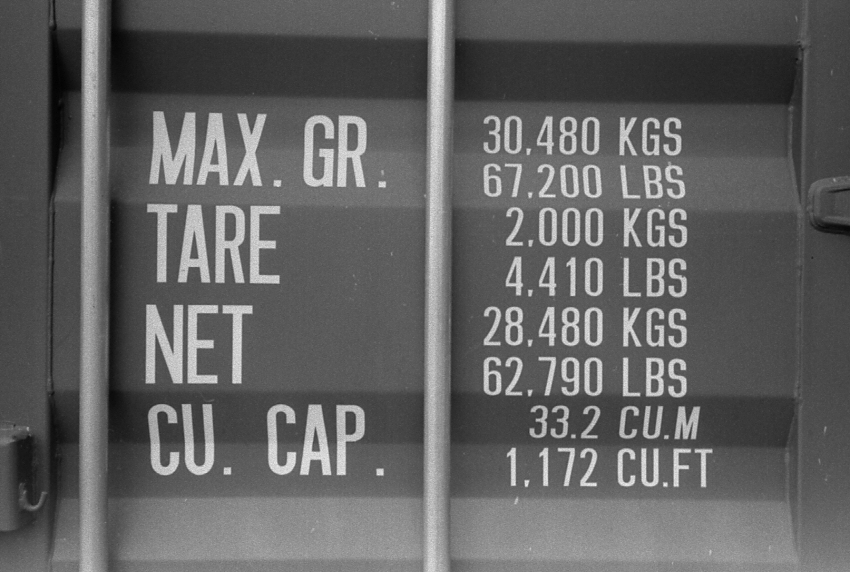 MAX. GR. 30,480 KGS
67,200 LBS
TARE 2,000 KGS
4,410 LBS
NET 28,480 KGS
62,790 LBS
CU. CAP. 33.2 CU.M
1,172 CU.FT